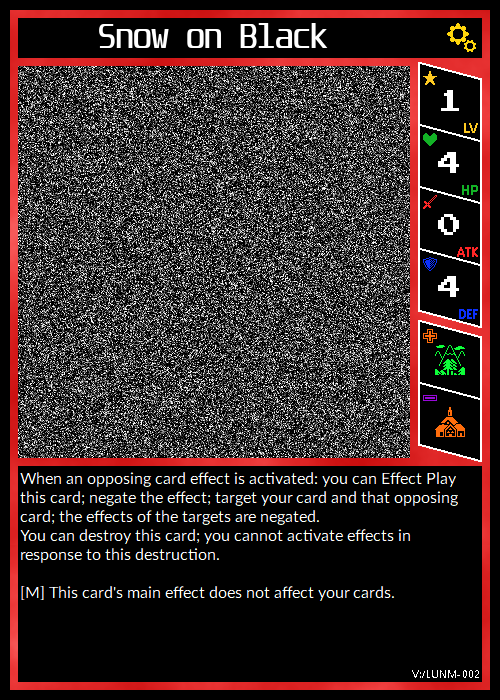 Snow on Black
1
LV
4
HP
0
ATK
4
DEF
When an opposing card effect is activated: you can Effect Play
this card; negate the effect; target your card and that opposing
card; the effects of the targets are negated.
You can destroy this card; you cannot activate effects in
response to this destruction.
[M] This card's main effect does not affect your cards.
V:/LUNM-002